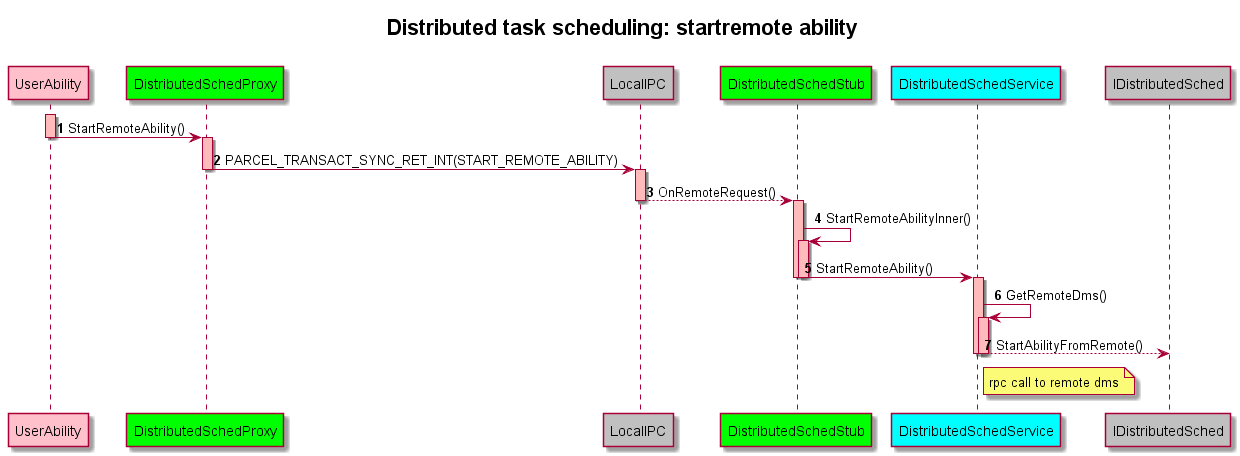 Distributed task scheduling: startremote ability
UserAbility
DistributedSchedProxy
LocalIPC
DistributedSchedStub
DistributedSchedService
IDistributedSched
1 StartRemoteAbility()
2 PARCEL_TRANSACT_SYNC_RET_INT(START_REMOTE_ABILITY)
3 OnRemoteRequest()
4 StartRemoteAbilityInner()
5 StartRemoteAbility()
6 GetRemoteDms()
7 StartAbilityFromRemote()
rpc call to remote dms
UserAbility
DistributedSchedProxy
LocalIPC
DistributedSchedStub
DistributedSchedService
IDistributedSched